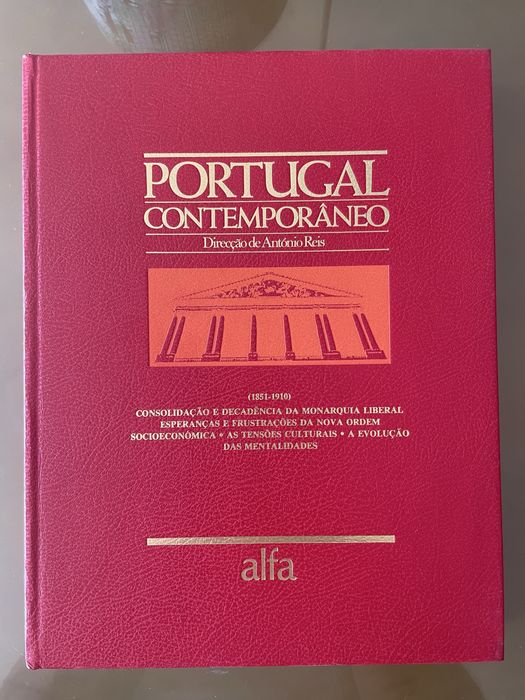 PORTUGAL
CONTEMPORÂNEO
Direcção de António Reis
(1851-1910)
CONSOLIDAÇÃO E DECADÊNCIA DA MONARQUIA LIBERAL
ESPERANÇAS E FRUSTRAÇÕES DA NOVA ORDEM
SOCIOECONÓMICA • AS TENSÕES CULTURAIS • A EVOLUÇÃO
DAS MENTALIDADES
alfa